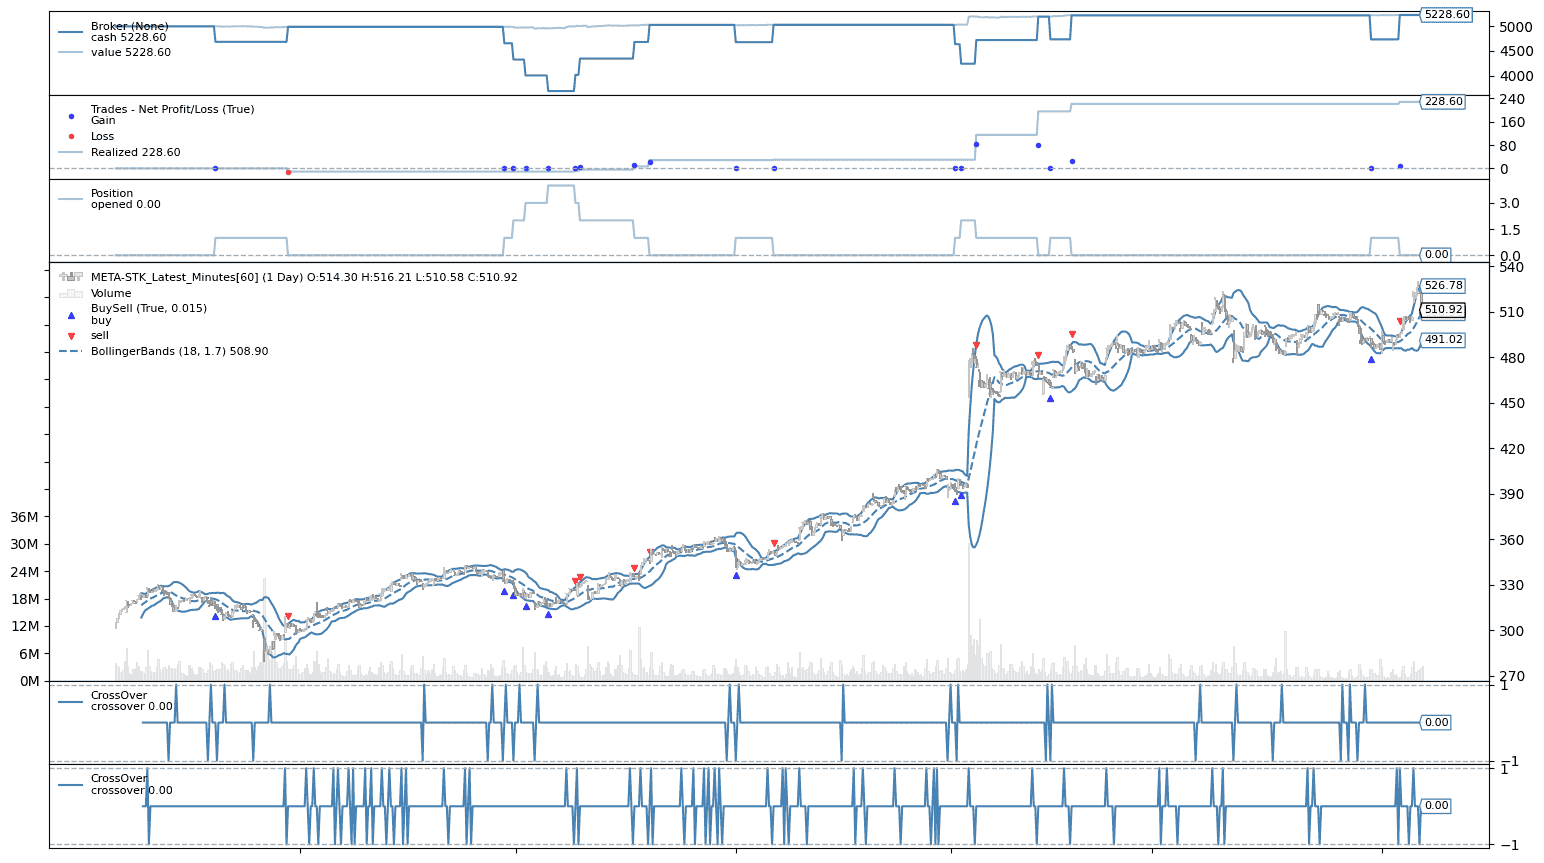 Broker (None)
cash 5228.60
value 5228.60
5228.60
5000
4500
4000
Trades - Net Profit/Loss (True)
Gain
Loss
Realized 228.60
228.60
240
160
80
0
Position
opened 0.00
3.0
1.5
0.0
0.00
META-STK_Latest_Minutes[60] (1 Day) O:514.30 H:516.21 L:510.58 C:510.92
Volume
BuySell (True, 0.015)
buy
sell
BollingerBands (18, 1.7) 508.90
526.78
510.92
491.02
540
510
480
450
420
390
360
330
300
270
36M
30M
24M
18M
12M
6M
0M
CrossOver
crossover 0.00
1
0.00
−1
CrossOver
crossover 0.00
1
0.00
−1